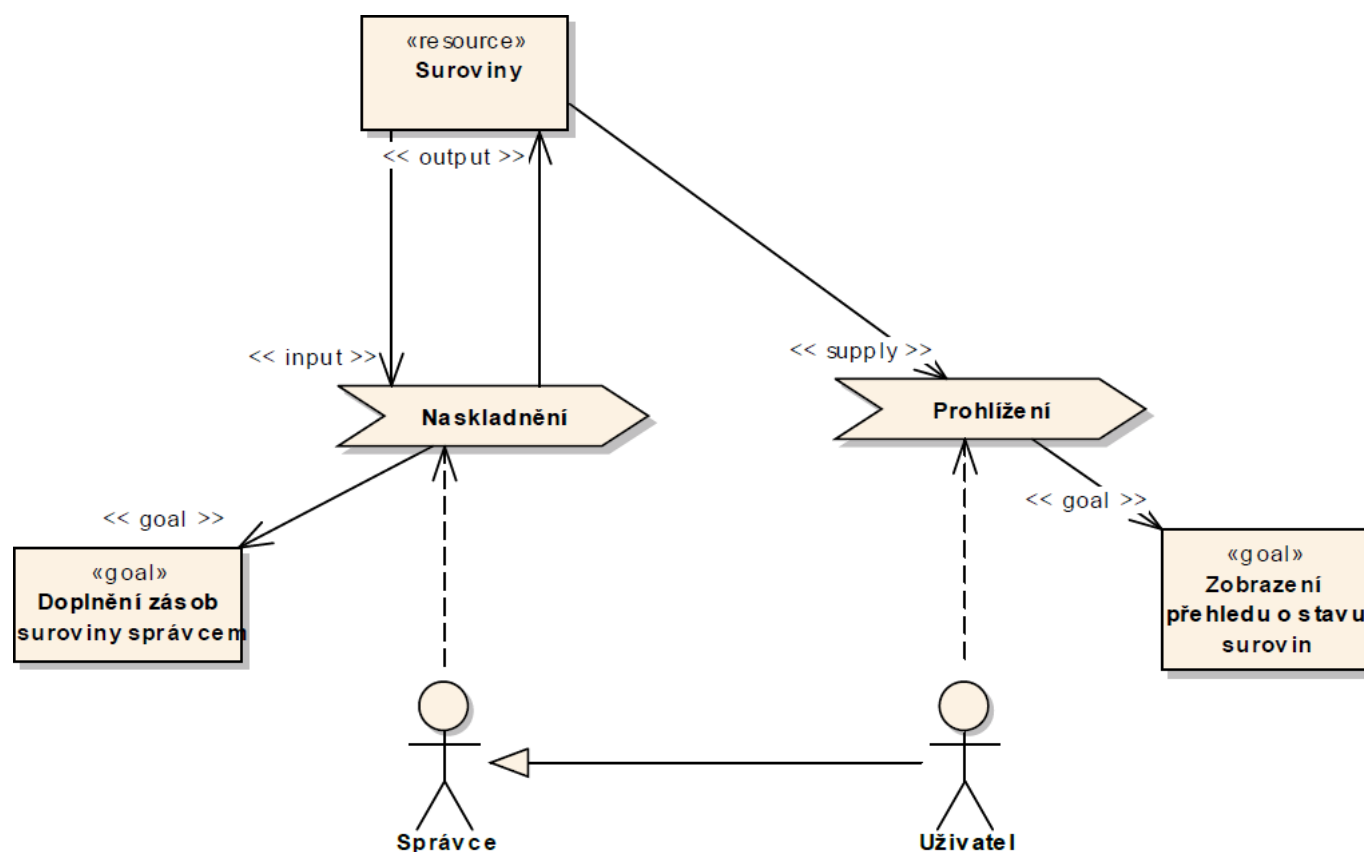 «resource»
Suroviny
<< output >>
<< input >>
<< supply >>
Naskladnění
Prohlížení
<< goal >>
<< goal >>
«goal»
Doplnění zásob
suroviny správcem
«goal»
Zobrazení
přehledu o stavu
surovin
Správce
Uživatel